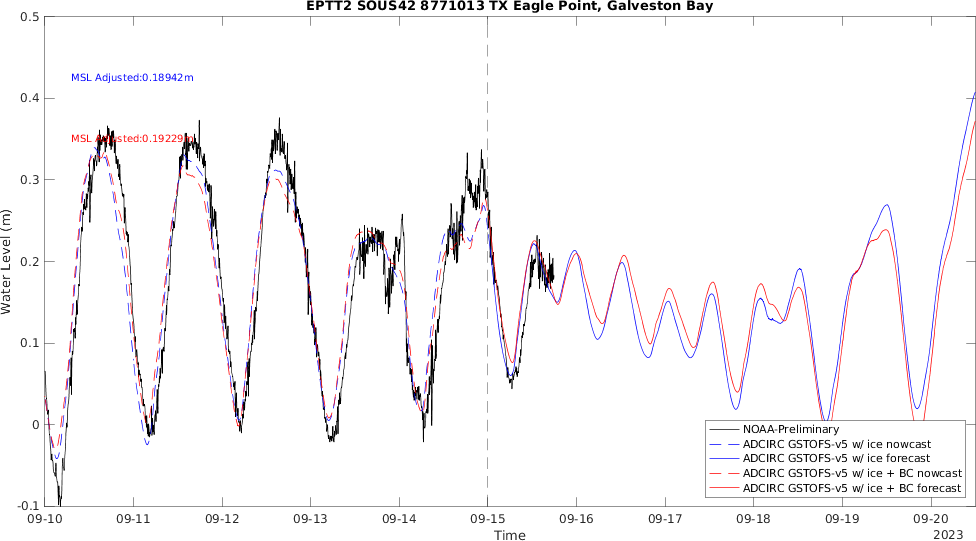 EPTT2 SOUS42 8771013 TX Eagle Point, Galveston Bay
0.5
MSL Adjusted:0.18942m
0.4
MSL Adjusted:0.19229m
0.3
0.2
0.1
0
-0.1
Water Level (m)
NOAA-Preliminary
ADCIRC GSTOFS-v5 w/ ice nowcast
ADCIRC GSTOFS-v5 w/ ice forecast
ADCIRC GSTOFS-v5 w/ ice + BC nowcast
ADCIRC GSTOFS-v5 w/ ice + BC forecast
09-10 09-11 09-12 09-13 09-14 09-15 09-16 09-17 09-18 09-19 09-20
Time
2023